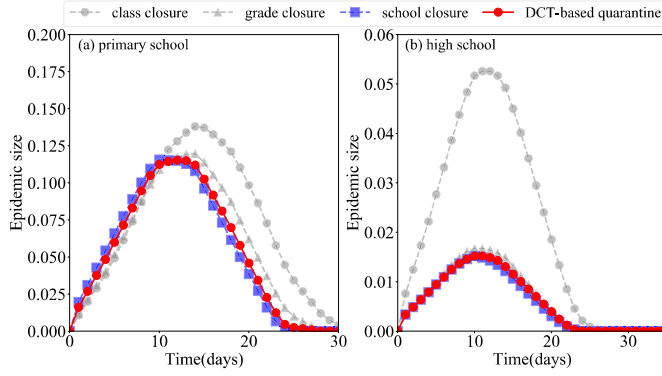 class closure grade closure school closure DCT-based quarantine
(a) primary school
0.200
0.175
0.150
0.125
0.100
0.075
0.050
0.025
0.000
Epidemic size
0 10 20 30
Time(days)
(b) high school
0.06
0.05
0.04
0.03
0.02
0.01
0.00
Epidemic size
0 10 20 30
Time(days)